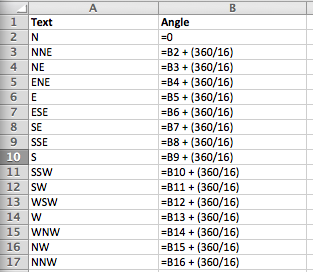 A B
1 Text Angle
2 N =0
3 NNE =B2 + (360/16)
4 NE =B3 + (360/16)
5 ENE =B4 + (360/16)
6 E =B5 + (360/16)
7 ESE =B6 + (360/16)
8 SE =B7 + (360/16)
9 SSE =B8 + (360/16)
10 S =B9 + (360/16)
11 SSW =B10 + (360/16)
12 SW =B11 + (360/16)
13 WSW =B12 + (360/16)
14 W =B13 + (360/16)
15 WNW =B14 + (360/16)
16 NW =B15 + (360/16)
17 NNW =B16 + (360/16)